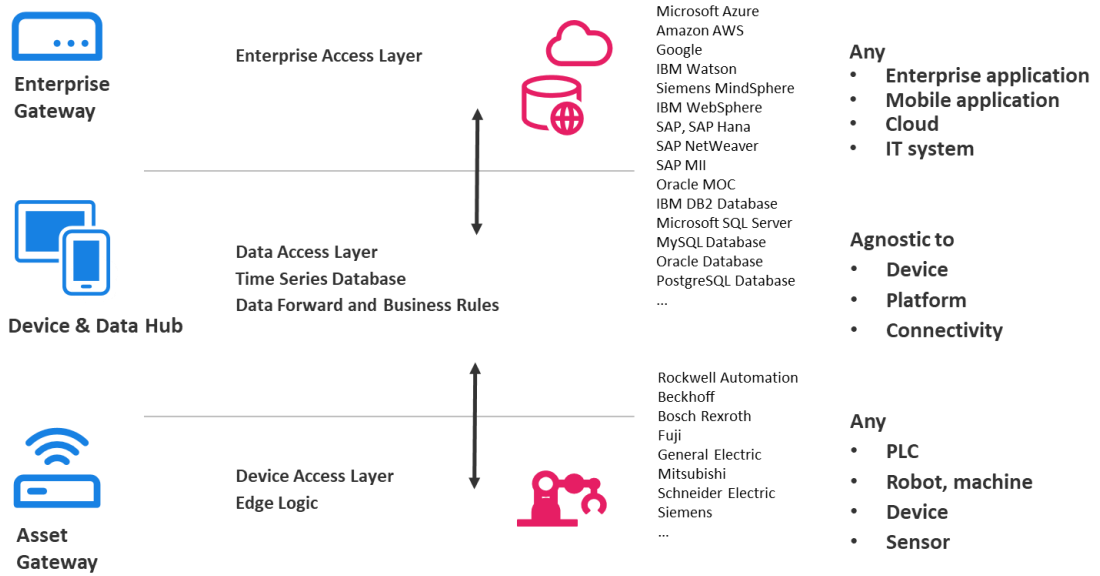 Enterprise
Gateway
Enterprise Access Layer
Microsoft Azure
Amazon AWS
Google
IBM Watson
Siemens MindSphere
IBM WebSphere
SAP, SAP Hana
SAP NetWeaver
SAP MII
Oracle MOC
IBM DB2 Database
Microsoft SQL Server
MySQL Database
Oracle Database
PostgreSQL Database
...
Any
• Enterprise application
• Mobile application
• Cloud
• IT system
Device & Data Hub
Data Access Layer
Time Series Database
Data Forward and Business Rules
Agnostic to
• Device
• Platform
• Connectivity
Asset
Gateway
Device Access Layer
Edge Logic
Rockwell Automation
Beckhoff
Bosch Rexroth
Fuji
General Electric
Mitsubishi
Schneider Electric
Siemens
...
Any
• PLC
• Robot, machine
• Device
• Sensor